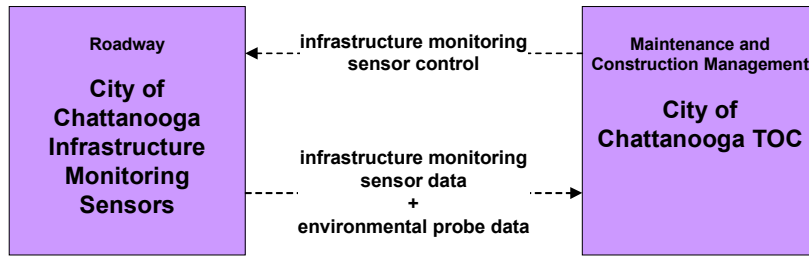 Roadway
City of
Chattanooga
Infrastructure
Monitoring
Sensors
infrastructure monitoring
sensor control
infrastructure monitoring
sensor data
+
environmental probe data
Maintenance and
Construction Management
City of
Chattanooga TOC